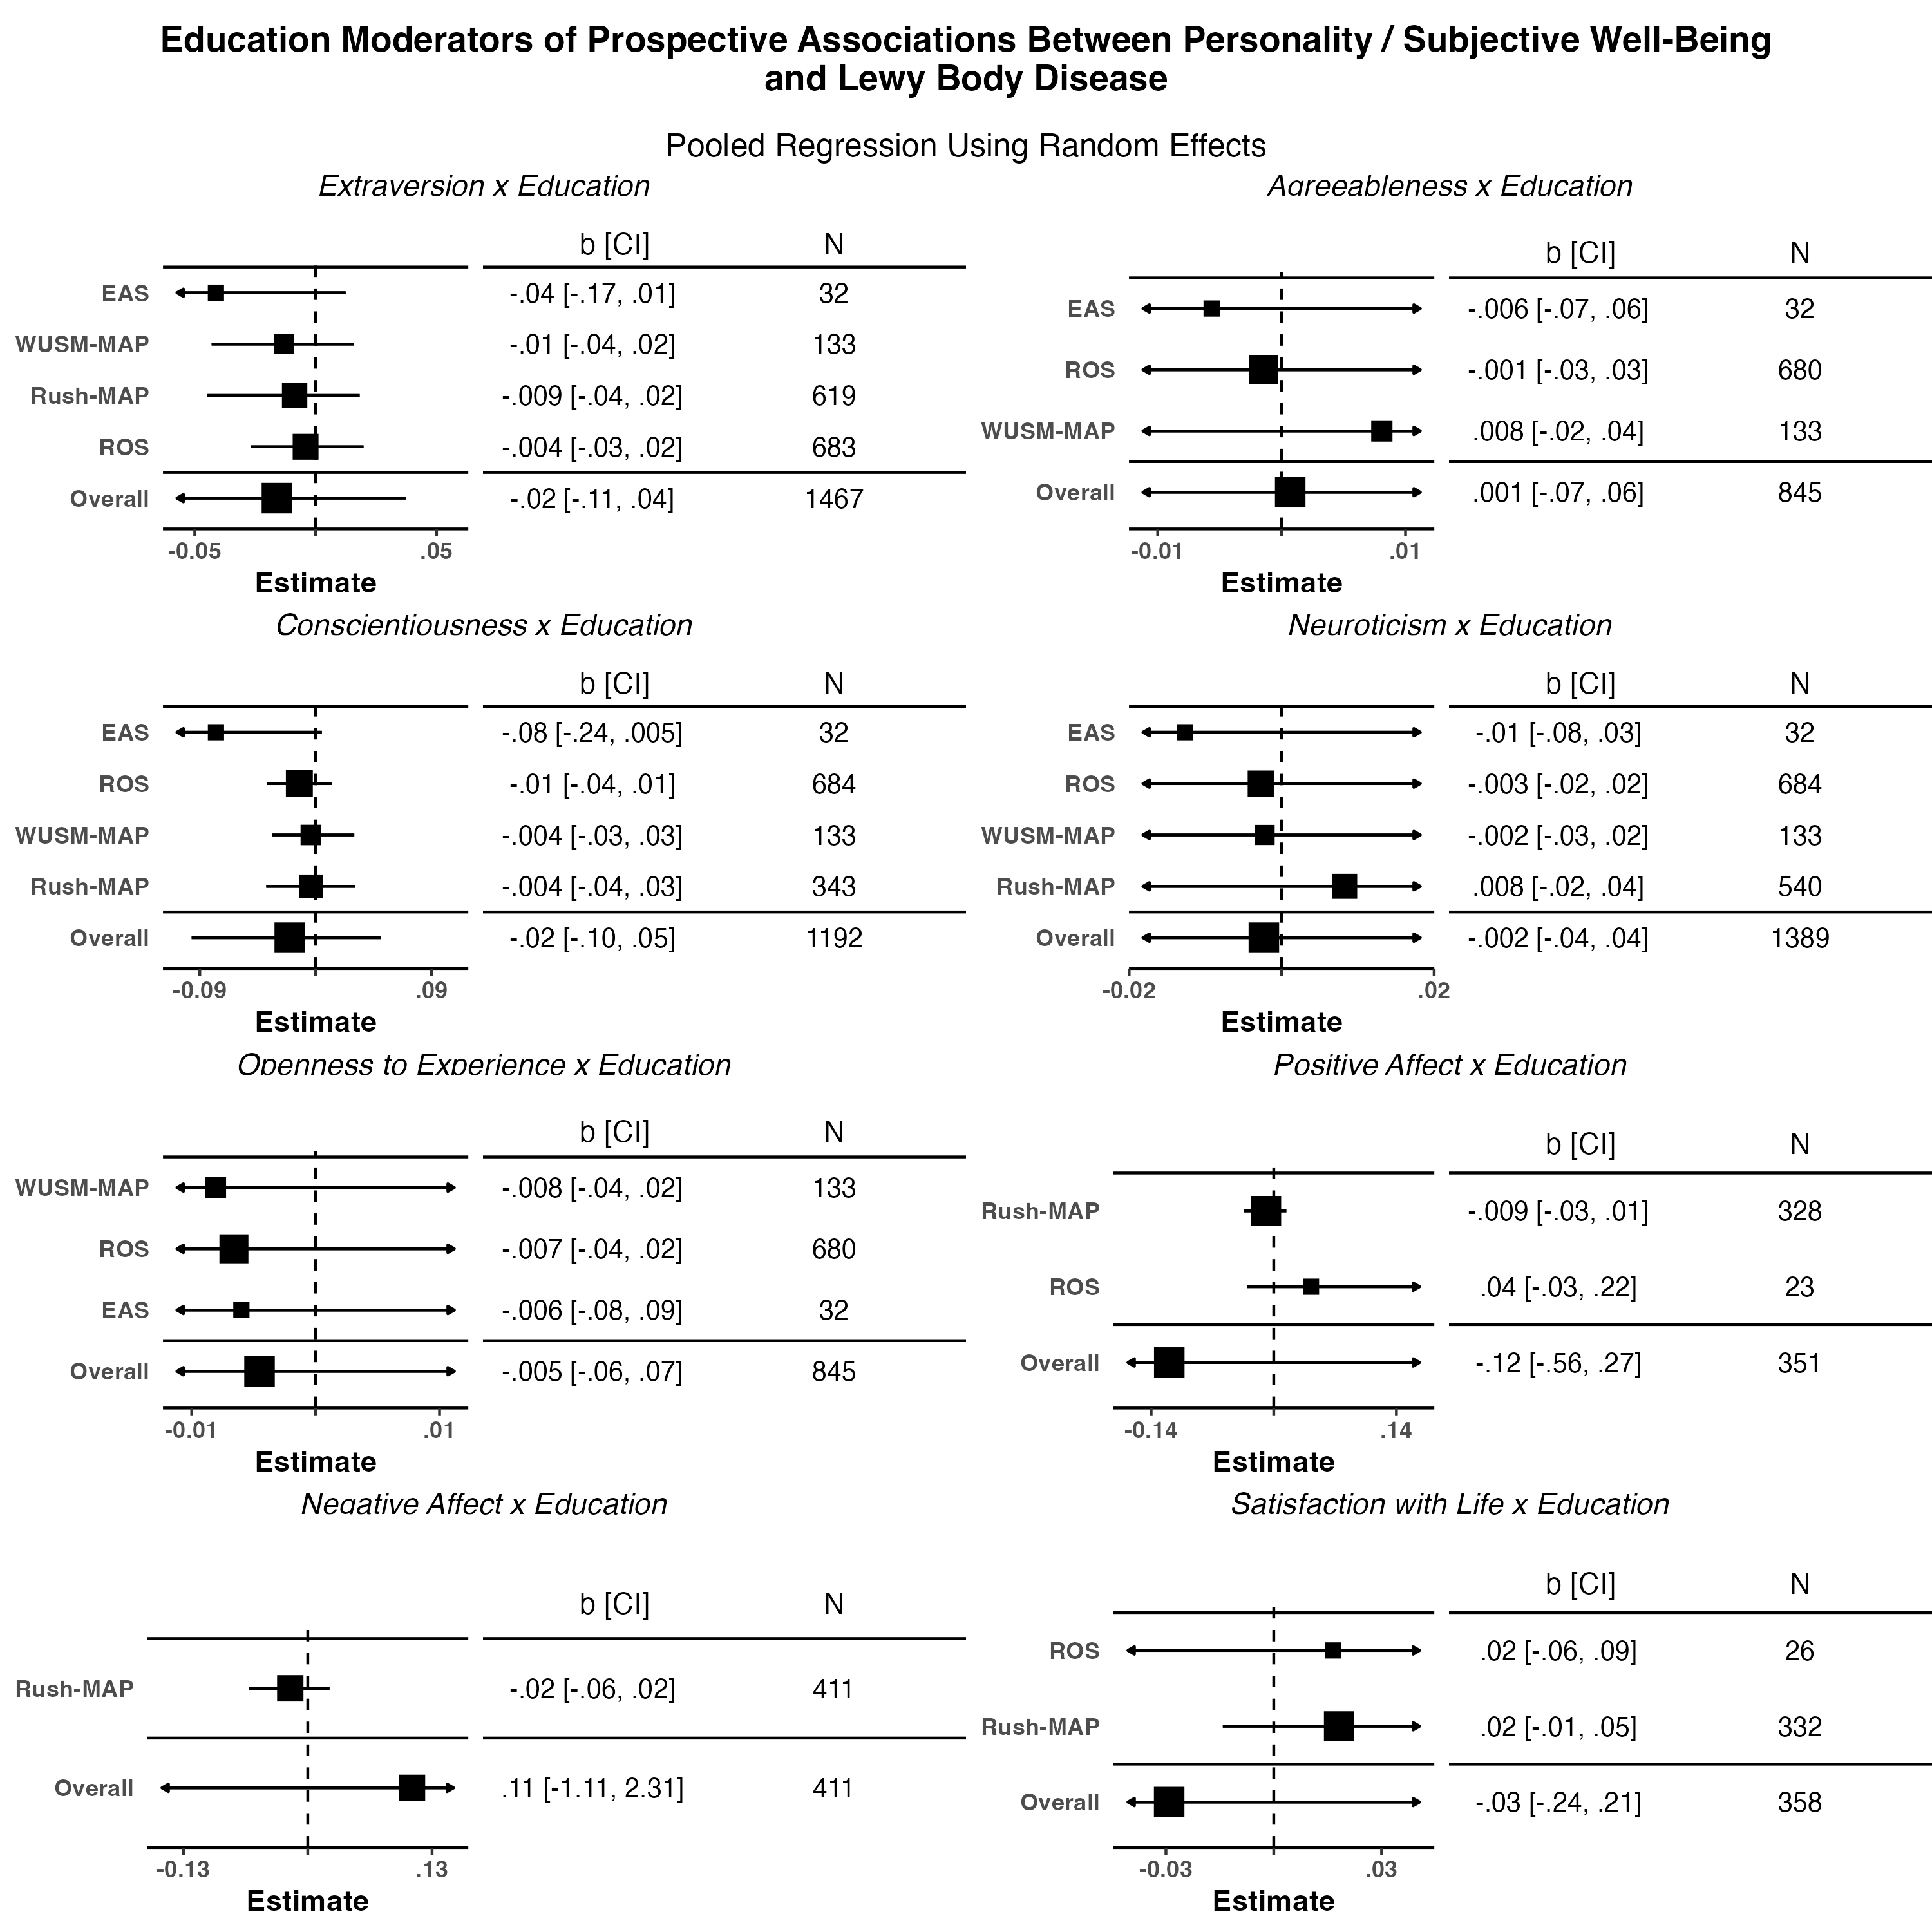 Education Moderators of Prospective Associations Between Personality / Subjective Well-Being
and Lewy Body Disease
Pooled Regression Using Random Effects
Extraversion x Education
b [CI] N
EAS -.04 [-.17, .01] 32
WUSM-MAP -.01 [-.04, .02] 133
Rush-MAP -.009 [-.04, .02] 619
ROS -.004 [-.03, .02] 683
Overall -.02 [-.11, .04] 1467
-0.05 .05
Estimate
Agreeableness x Education
b [CI] N
EAS -.006 [-.07, .06] 32
ROS -.001 [-.03, .03] 680
WUSM-MAP .008 [-.02, .04] 133
Overall .001 [-.07, .06] 845
-0.01 .01
Estimate
Conscientiousness x Education
b [CI] N
EAS -.08 [-.24, .005] 32
ROS -.01 [-.04, .01] 684
WUSM-MAP -.004 [-.03, .03] 133
Rush-MAP -.004 [-.04, .03] 343
Overall -.02 [-.10, .05] 1192
-0.09 .09
Estimate
Neuroticism x Education
b [CI] N
EAS -.01 [-.08, .03] 32
ROS -.003 [-.02, .02] 684
WUSM-MAP -.002 [-.03, .02] 133
Rush-MAP .008 [-.02, .04] 540
Overall -.002 [-.04, .04] 1389
-0.02 .02
Estimate
Openness to Experience x Education
b [CI] N
WUSM-MAP -.008 [-.04, .02] 133
ROS -.007 [-.04, .02] 680
EAS -.006 [-.08, .09] 32
Overall -.005 [-.06, .07] 845
-0.01 .01
Estimate
Positive Affect x Education
b [CI] N
Rush-MAP -.009 [-.03, .01] 328
ROS .04 [-.03, .22] 23
Overall -.12 [-.56, .27] 351
-0.14 .14
Estimate
Negative Affect x Education
b [CI] N
Rush-MAP -.02 [-.06, .02] 411
Overall .11 [-1.11, 2.31] 411
-0.13 .13
Estimate
Satisfaction with Life x Education
b [CI] N
ROS .02 [-.06, .09] 26
Rush-MAP .02 [-.01, .05] 332
Overall -.03 [-.24, .21] 358
-0.03 .03
Estimate